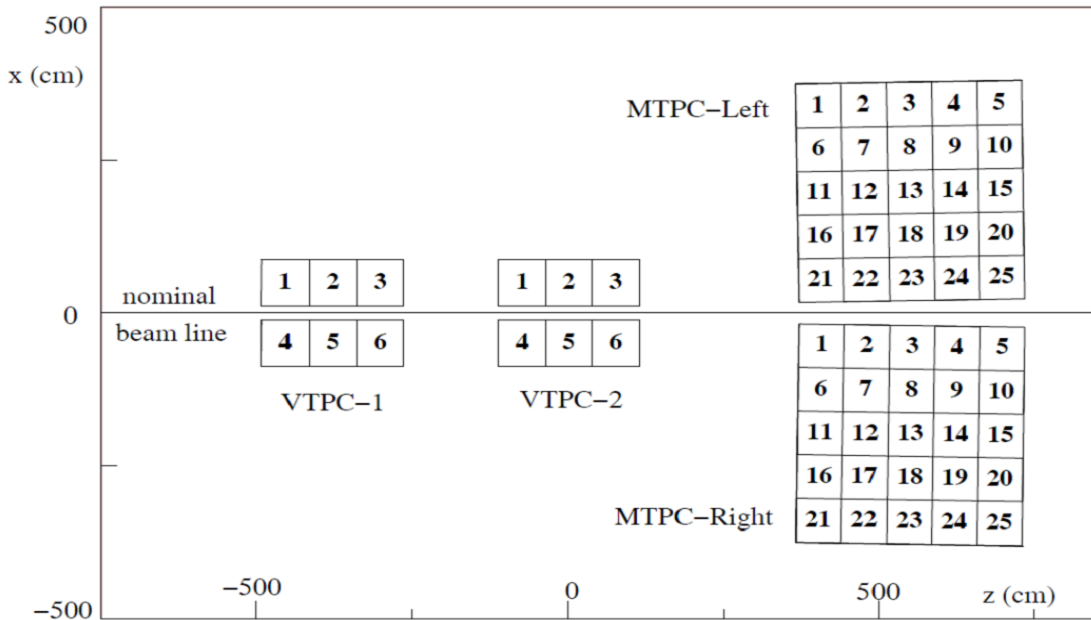 500
x (cm)
MTPC−Left
1 2 3 4 5
6 7 8 9 10
11 12 13 14 15
16 17 18 19 20
21 22 23 24 25
1 2 3
1 2 3
nominal
0
beam line
4 5 6
4 5 6
VTPC−1
VTPC−2
1 2 3 4 5
6 7 8 9 10
11 12 13 14 15
16 17 18 19 20
21 22 23 24 25
MTPC−Right
−500
0
500
z (cm)
−500